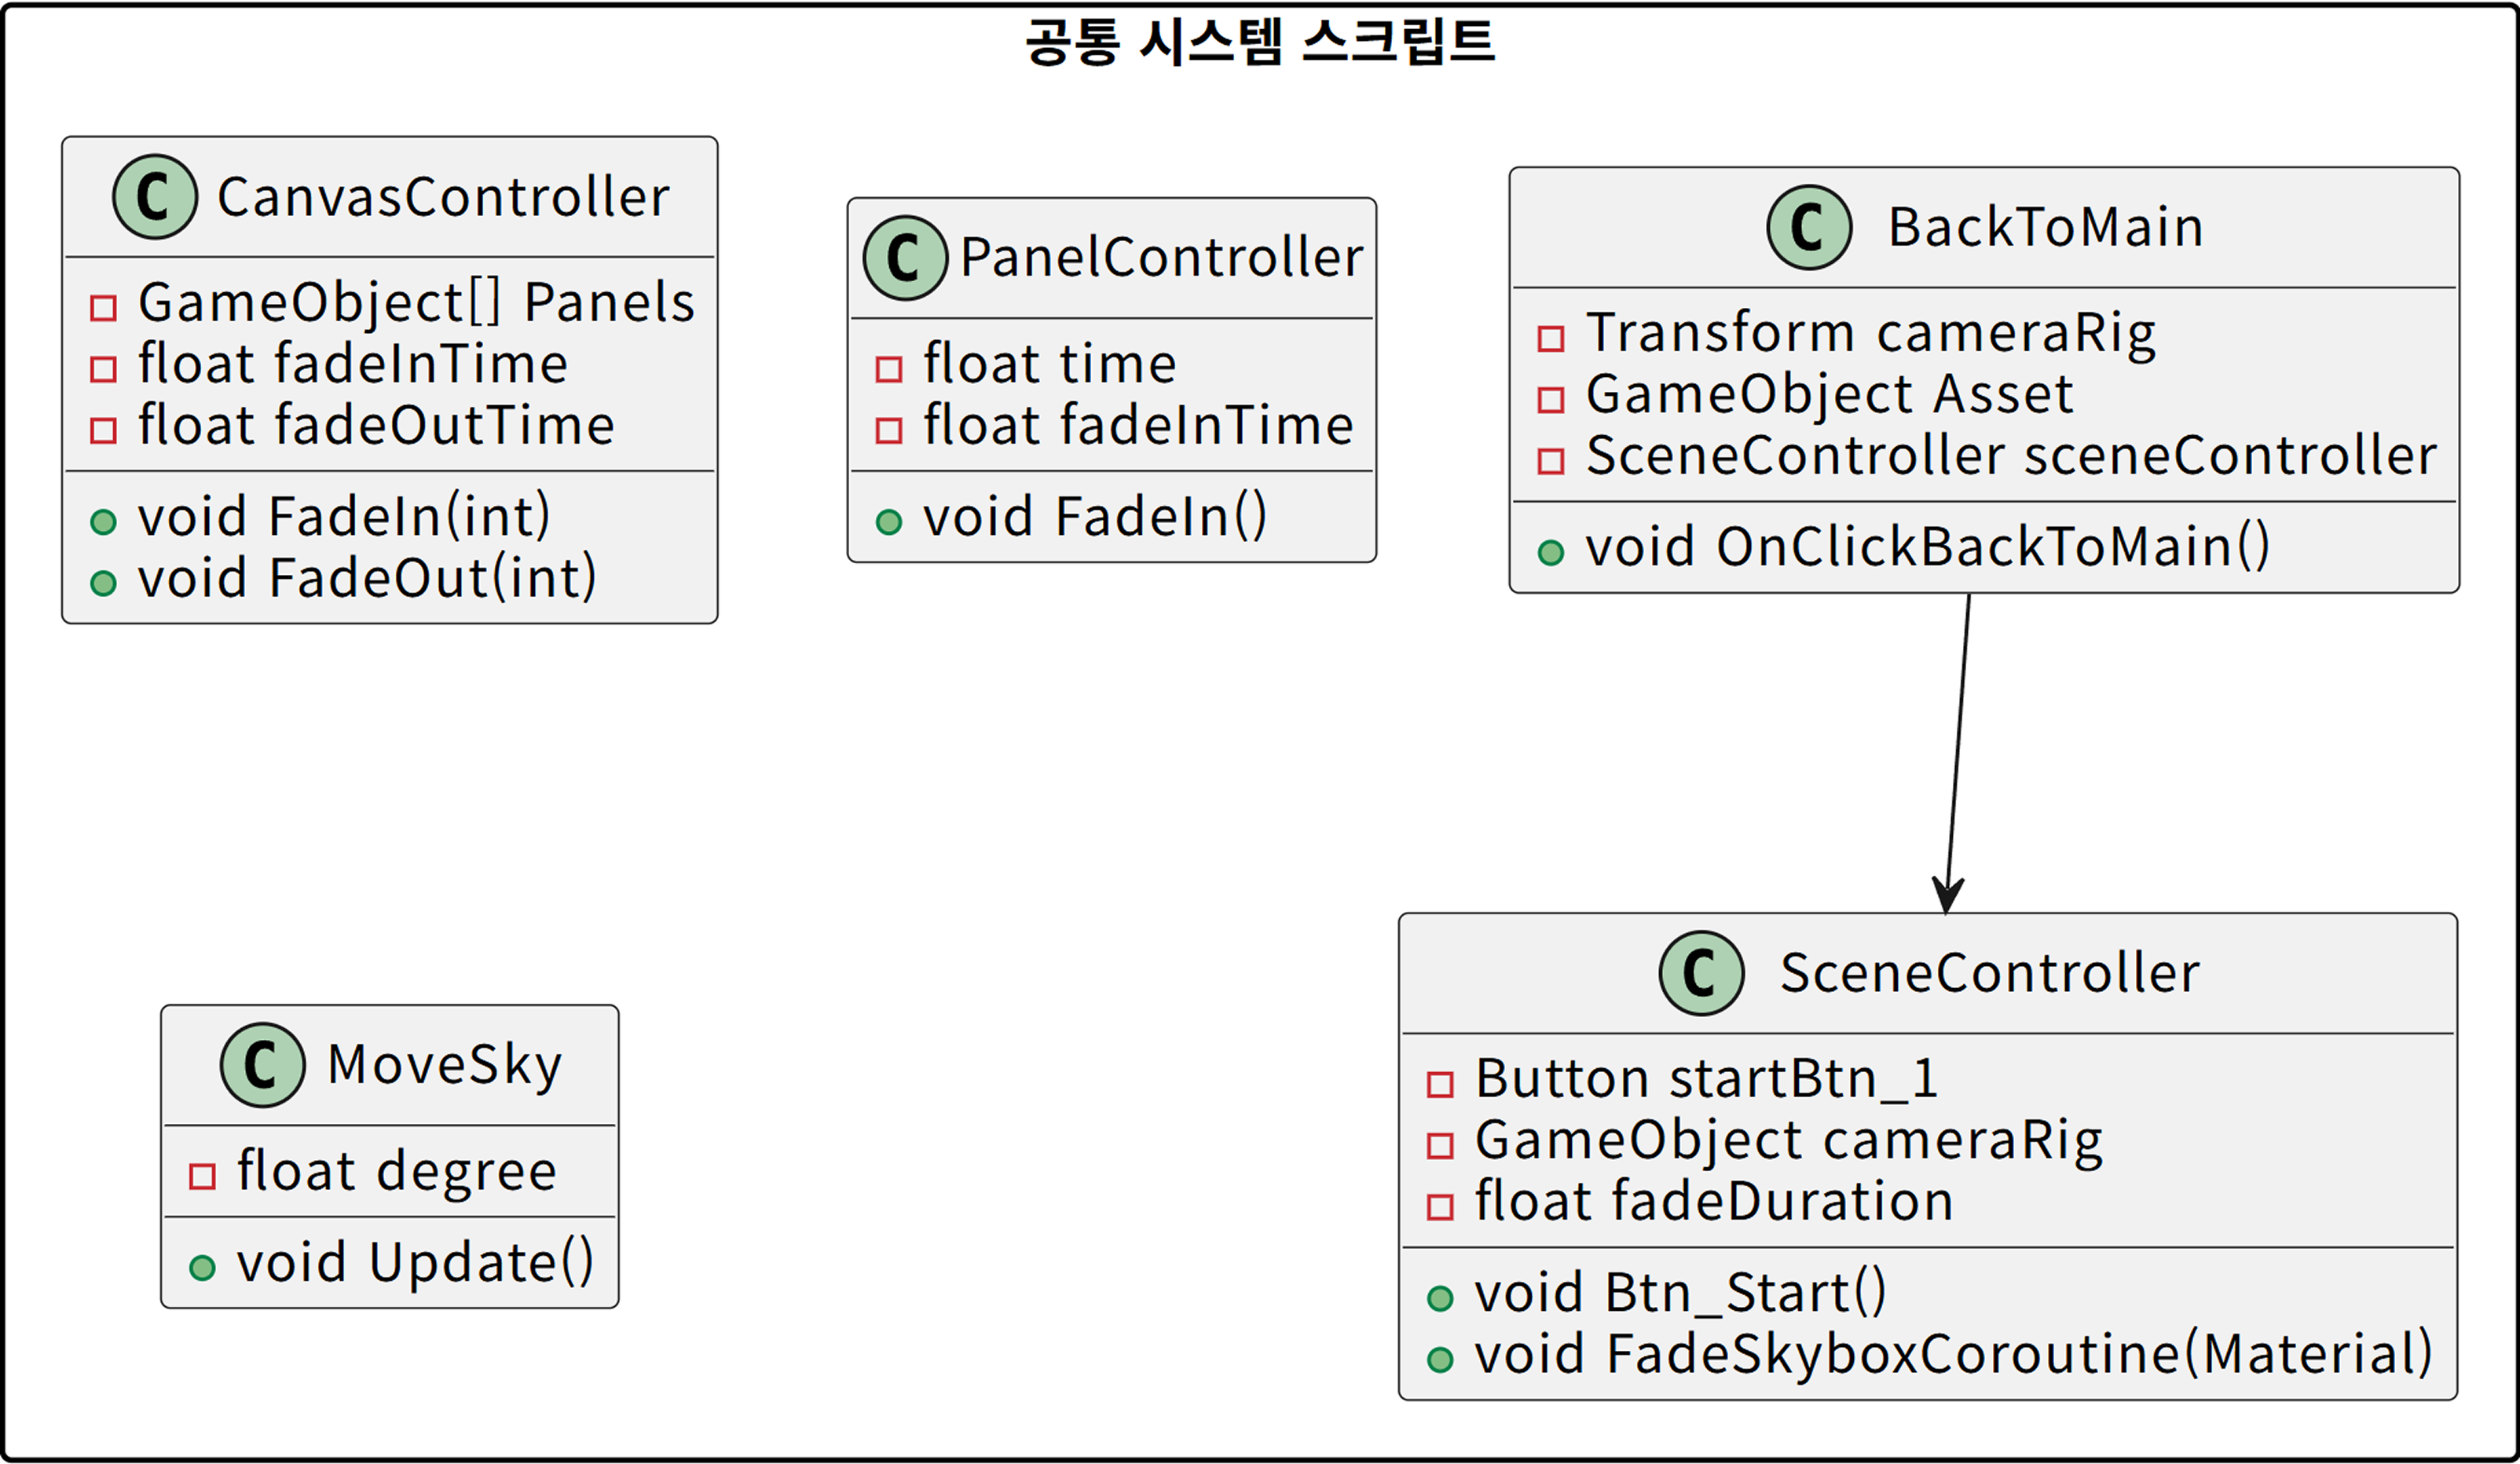 공통 시스템 스크립트
C CanvasController
GameObject[] Panels
float fadeInTime
float fadeOutTime
void FadeIn(int)
void FadeOut(int)
C PanelController
float time
float fadeInTime
void FadeIn()
C BackToMain
Transform cameraRig
GameObject Asset
SceneController sceneController
void OnClickBackToMain()
C MoveSky
float degree
void Update()
C SceneController
Button startBtn_1
GameObject cameraRig
float fadeDuration
void Btn_Start()
void FadeSkyboxCoroutine(Material)